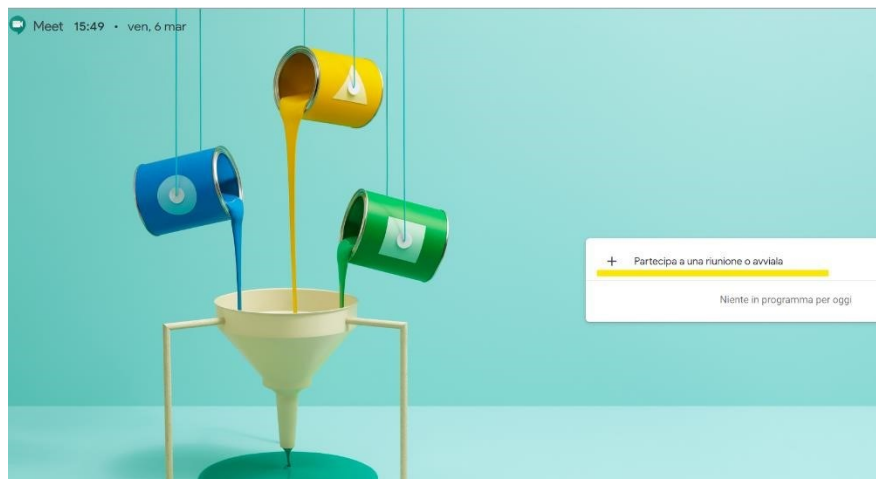 Meet 15:49 • ven, 6 mar
+ Partecipa a una riunione o avviala
Niente in programma per oggi